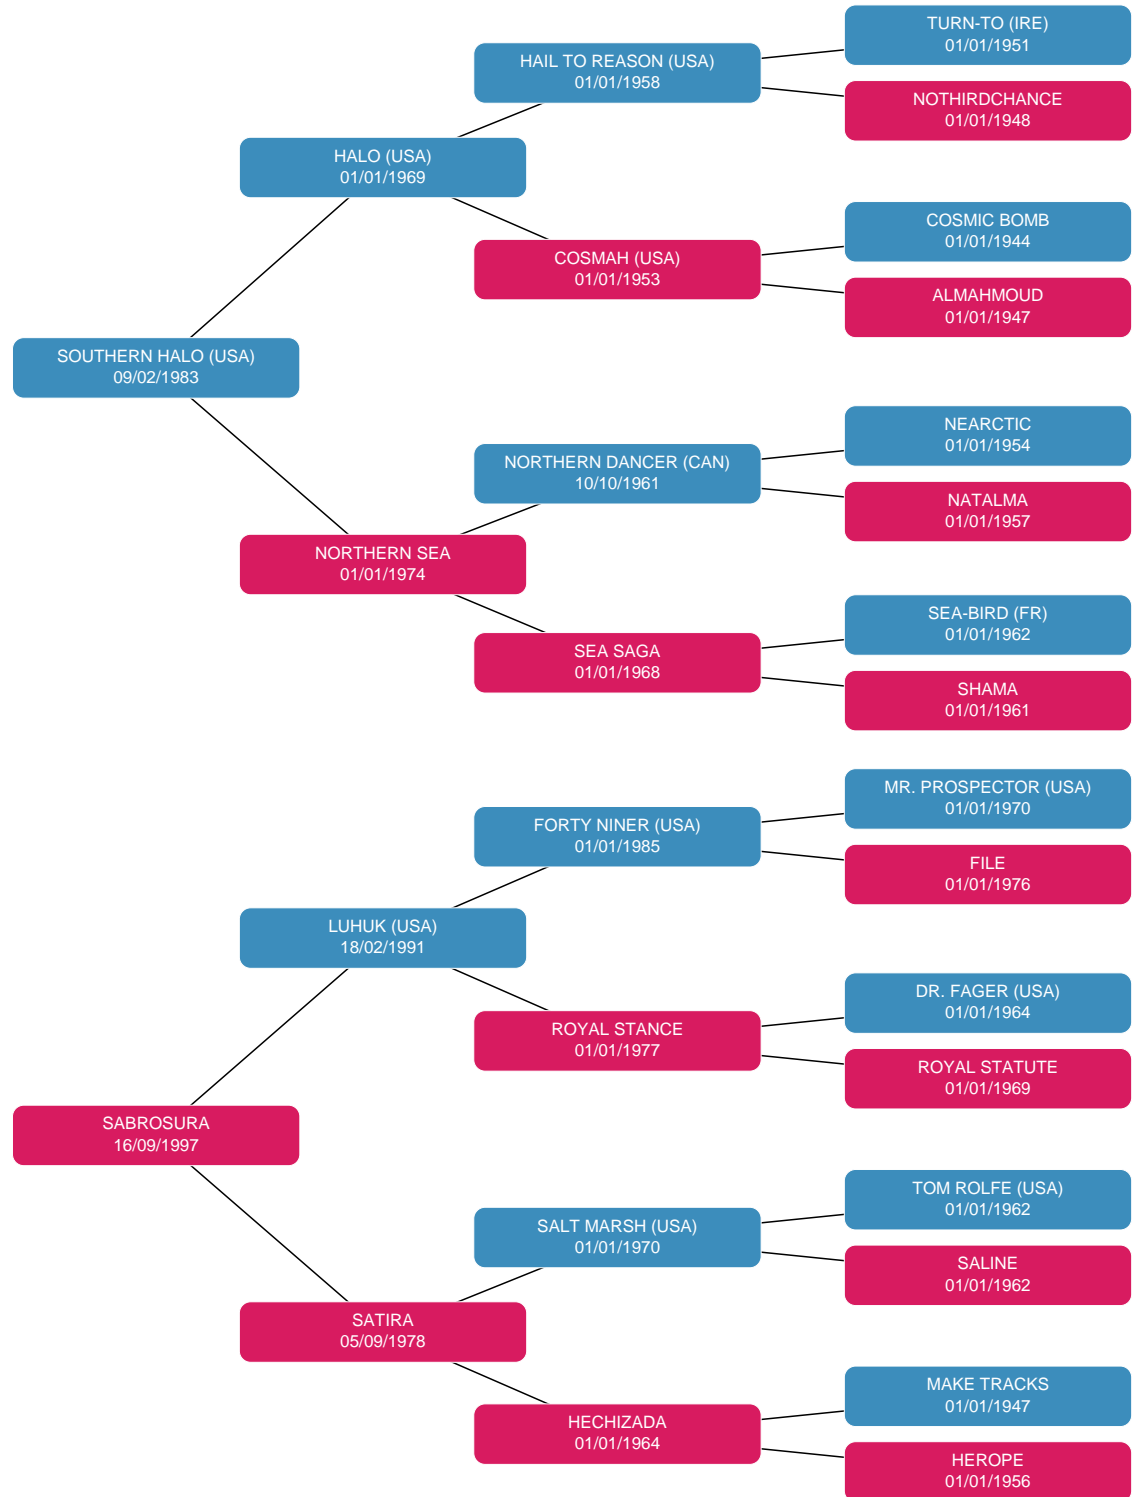 TURN-TO (IRE)
01/01/1951
HAIL TO REASON (USA)
01/01/1958
NOTHIRDCHANCE
01/01/1948
HALO (USA)
01/01/1969
COSMIC BOMB
01/01/1944
COSMAH (USA)
01/01/1953
ALMAHMOUD
01/01/1947
SOUTHERN HALO (USA)
09/02/1983
NEARCTIC
01/01/1954
NORTHERN DANCER (CAN)
10/10/1961
NATALMA
01/01/1957
NORTHERN SEA
01/01/1974
SEA-BIRD (FR)
01/01/1962
SEA SAGA
01/01/1968
SHAMA
01/01/1961
MR. PROSPECTOR (USA)
01/01/1970
FORTY NINER (USA)
01/01/1985
FILE
01/01/1976
LUHUK (USA)
18/02/1991
DR. FAGER (USA)
01/01/1964
ROYAL STANCE
01/01/1977
ROYAL STATUTE
01/01/1969
SABROSURA
16/09/1997
TOM ROLFE (USA)
01/01/1962
SALT MARSH (USA)
01/01/1970
SALINE
01/01/1962
SATIRA
05/09/1978
MAKE TRACKS
01/01/1947
HECHIZADA
01/01/1964
HEROPE
01/01/1956